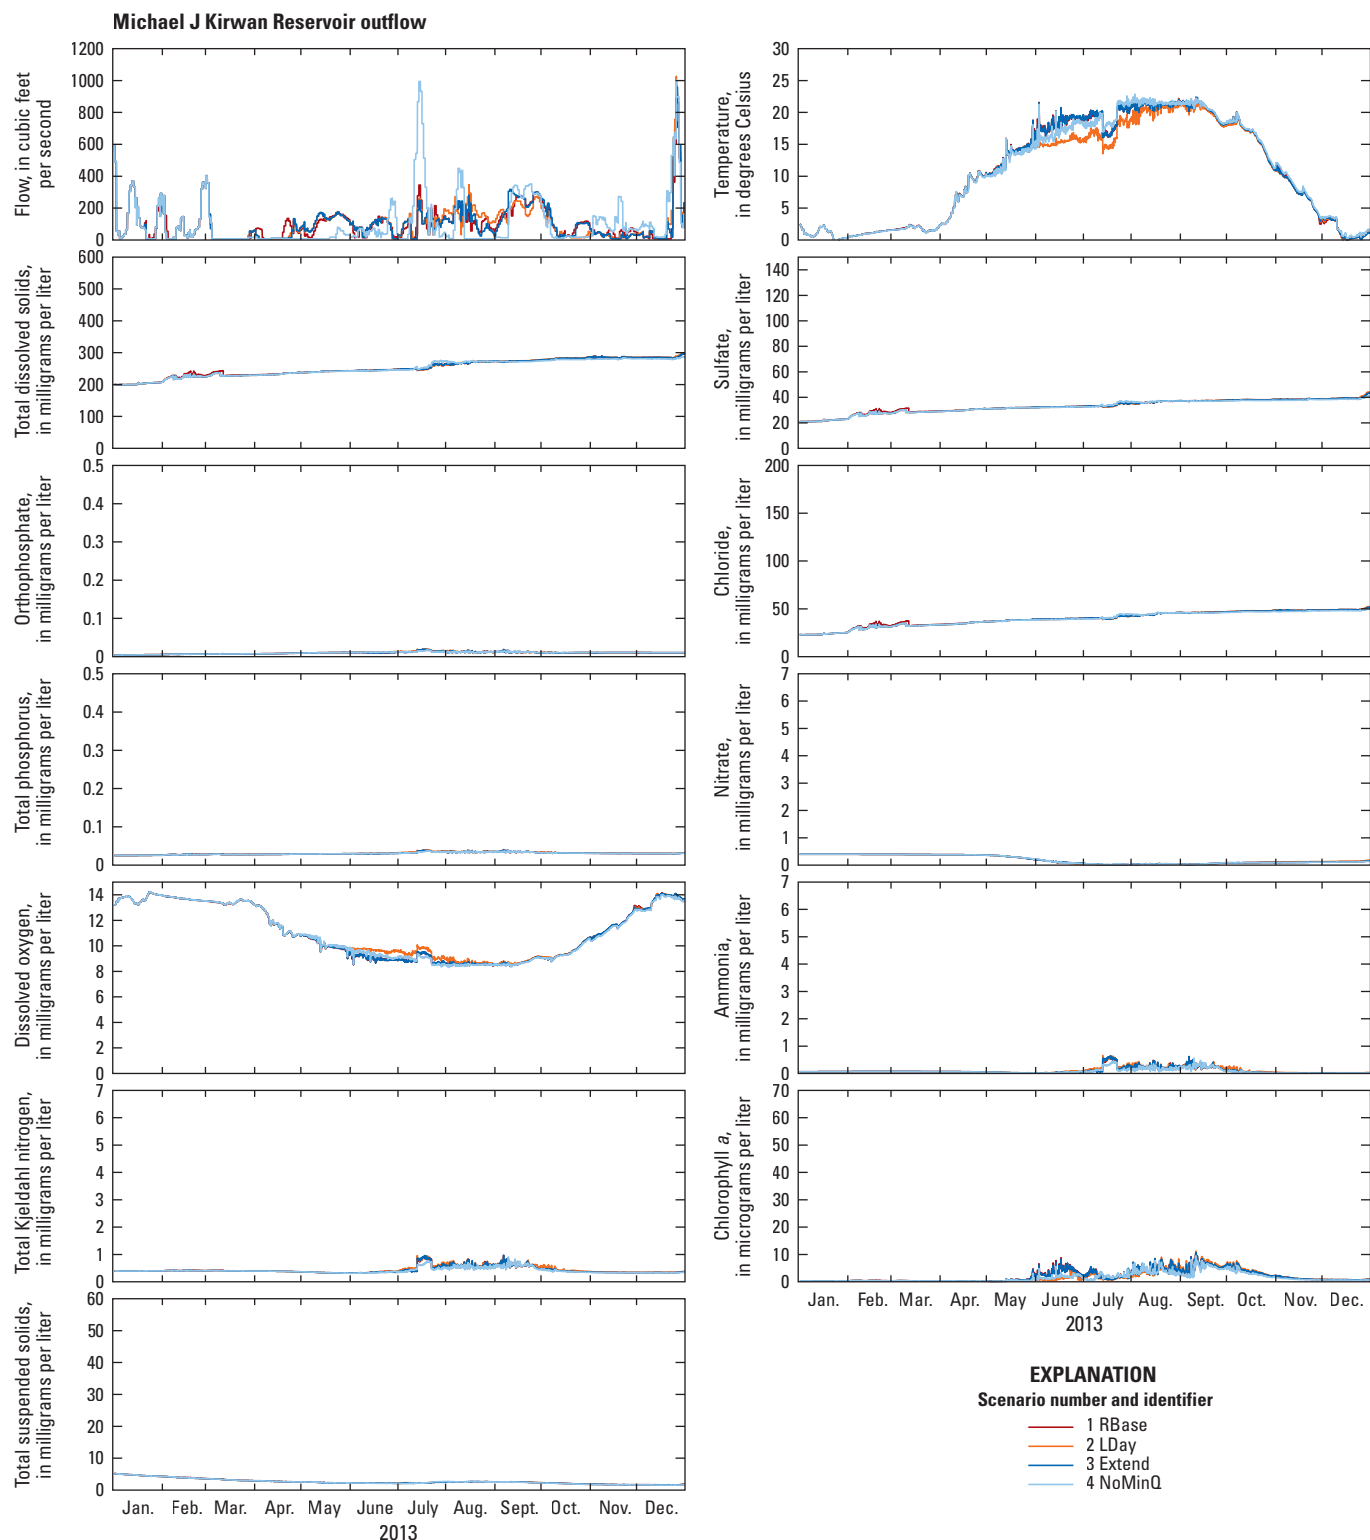 Michael J Kirwan Reservoir outflow
Flow, in cubic feet
per second
1200
1000
800
600
400
200
0
Temperature,
in degrees Celsius
30
25
20
15
10
5
0
Total dissolved solids,
in milligrams per liter
600
500
400
300
200
100
0
Sulfate,
in milligrams per liter
140
120
100
80
60
40
20
0
Orthophosphate,
in milligrams per liter
0.5
0.4
0.3
0.2
0.1
0
Chloride,
in milligrams per liter
200
150
100
50
0
Total phosphorus,
in milligrams per liter
0.5
0.4
0.3
0.2
0.1
0
Nitrate,
in milligrams per liter
7
6
5
4
3
2
1
0
Dissolved oxygen,
in milligrams per liter
14
12
10
8
6
4
2
0
Ammonia,
in milligrams per liter
7
6
5
4
3
2
1
0
Total Kjeldahl nitrogen,
in milligrams per liter
7
6
5
4
3
2
1
0
Chlorophyll a,
in micrograms per liter
70
60
50
40
30
20
10
0
Jan. Feb. Mar. Apr. May June July Aug. Sept. Oct. Nov. Dec.
2013
Total suspended solids,
in milligrams per liter
60
50
40
30
20
10
0
Jan. Feb. Mar. Apr. May June July Aug. Sept. Oct. Nov. Dec.
2013
EXPLANATION
Scenario number and identifier
1 RBase
2 LDay
3 Extend
4 NoMinQ